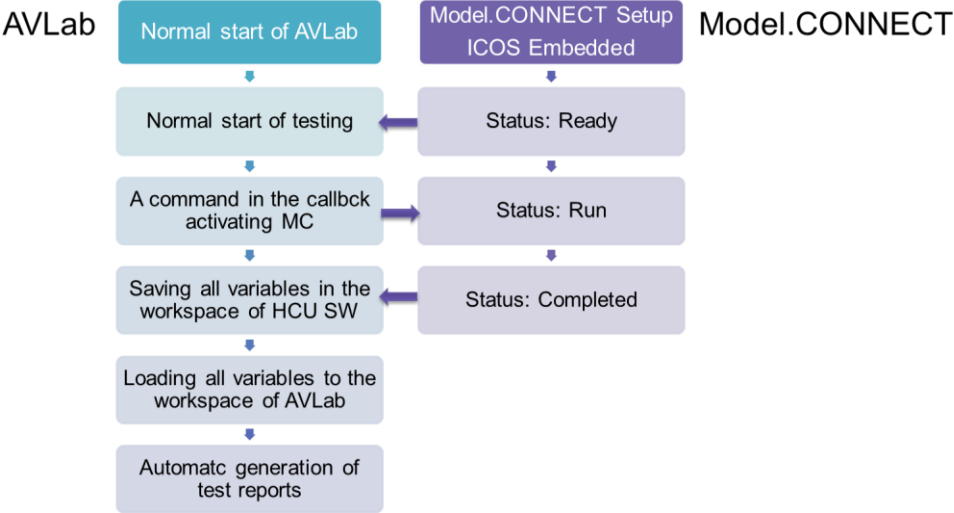 AVLab
Normal start of AVLab
Model.CONNECT Setup
ICOS Embedded
Model.CONNECT
Normal start of testing
Status: Ready
A command in the callbck
activating MC
Status: Run
Saving all variables in the
workspace of HCU SW
Status: Completed
Loading all variables to the
workspace of AVLab
Automatc generation of
test reports